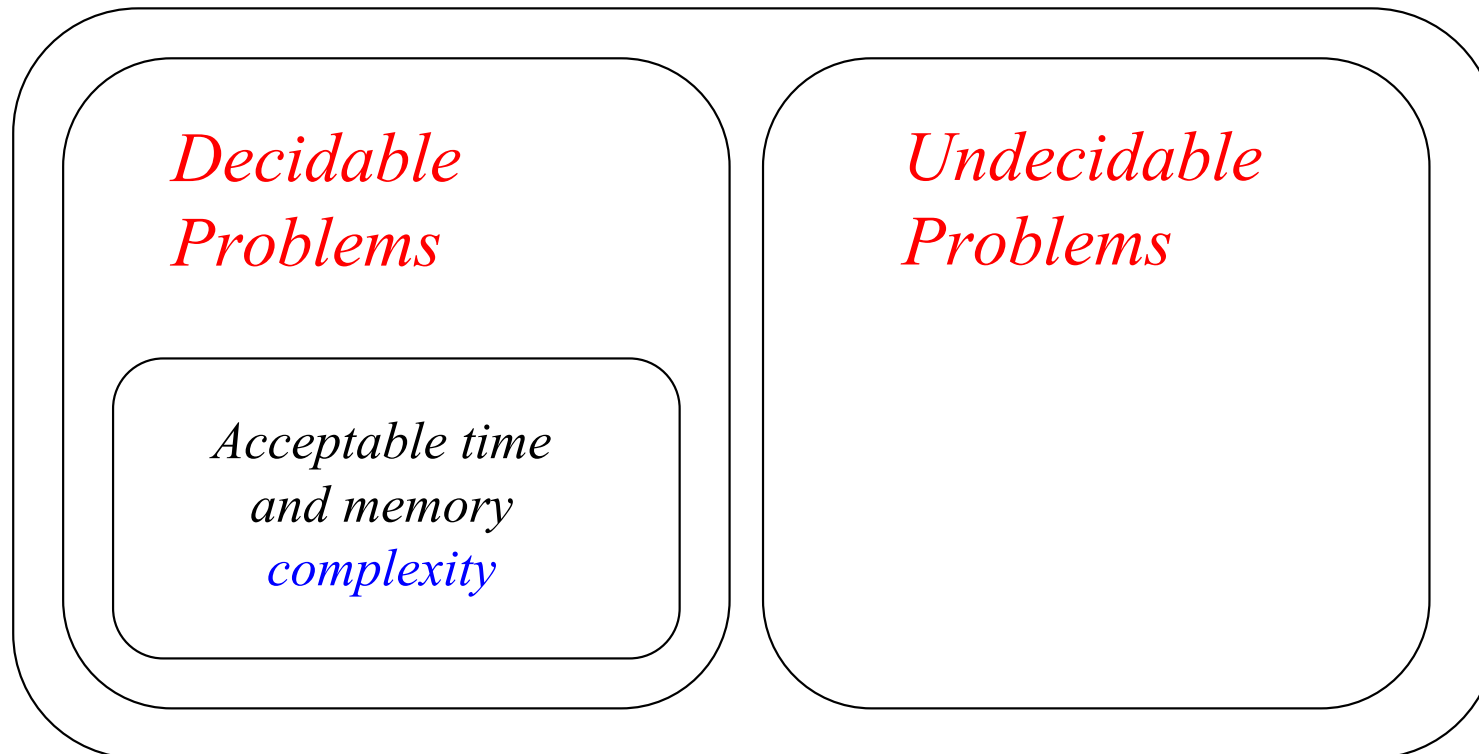 Decidable
Problems
Undecidable
Problems
Acceptable time
and memory
complexity